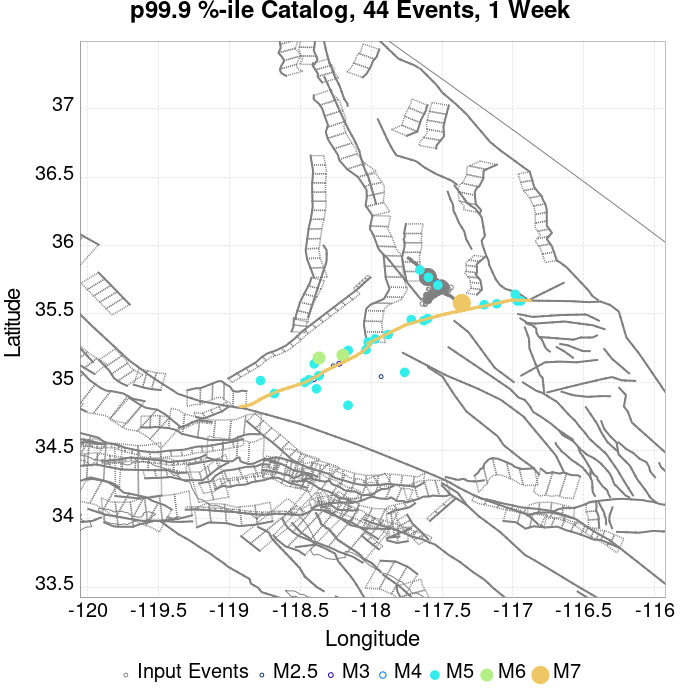 p99.9 %-ile Catalog, 44 Events, 1 Week
37
36.5
36
35.5
35
34.5
34
33.5
Latitude
-120 -119.5 -119 -118.5 -118 -117.5 -117 -116.5 -116
Longitude
Input Events M2.5 M3 M4 M5 M6 M7